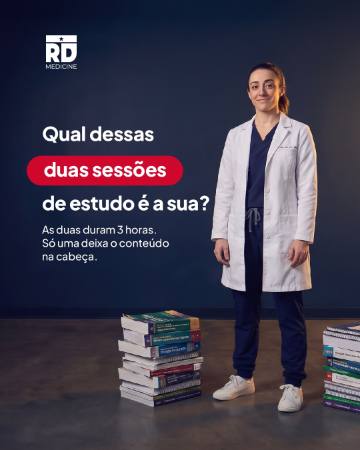 RD
MEDICINE
Qual dessas
duas sessões
de estudo é a sua?
As duas duram 3 horas.
Só uma deixa o conteúdo
na cabeça.